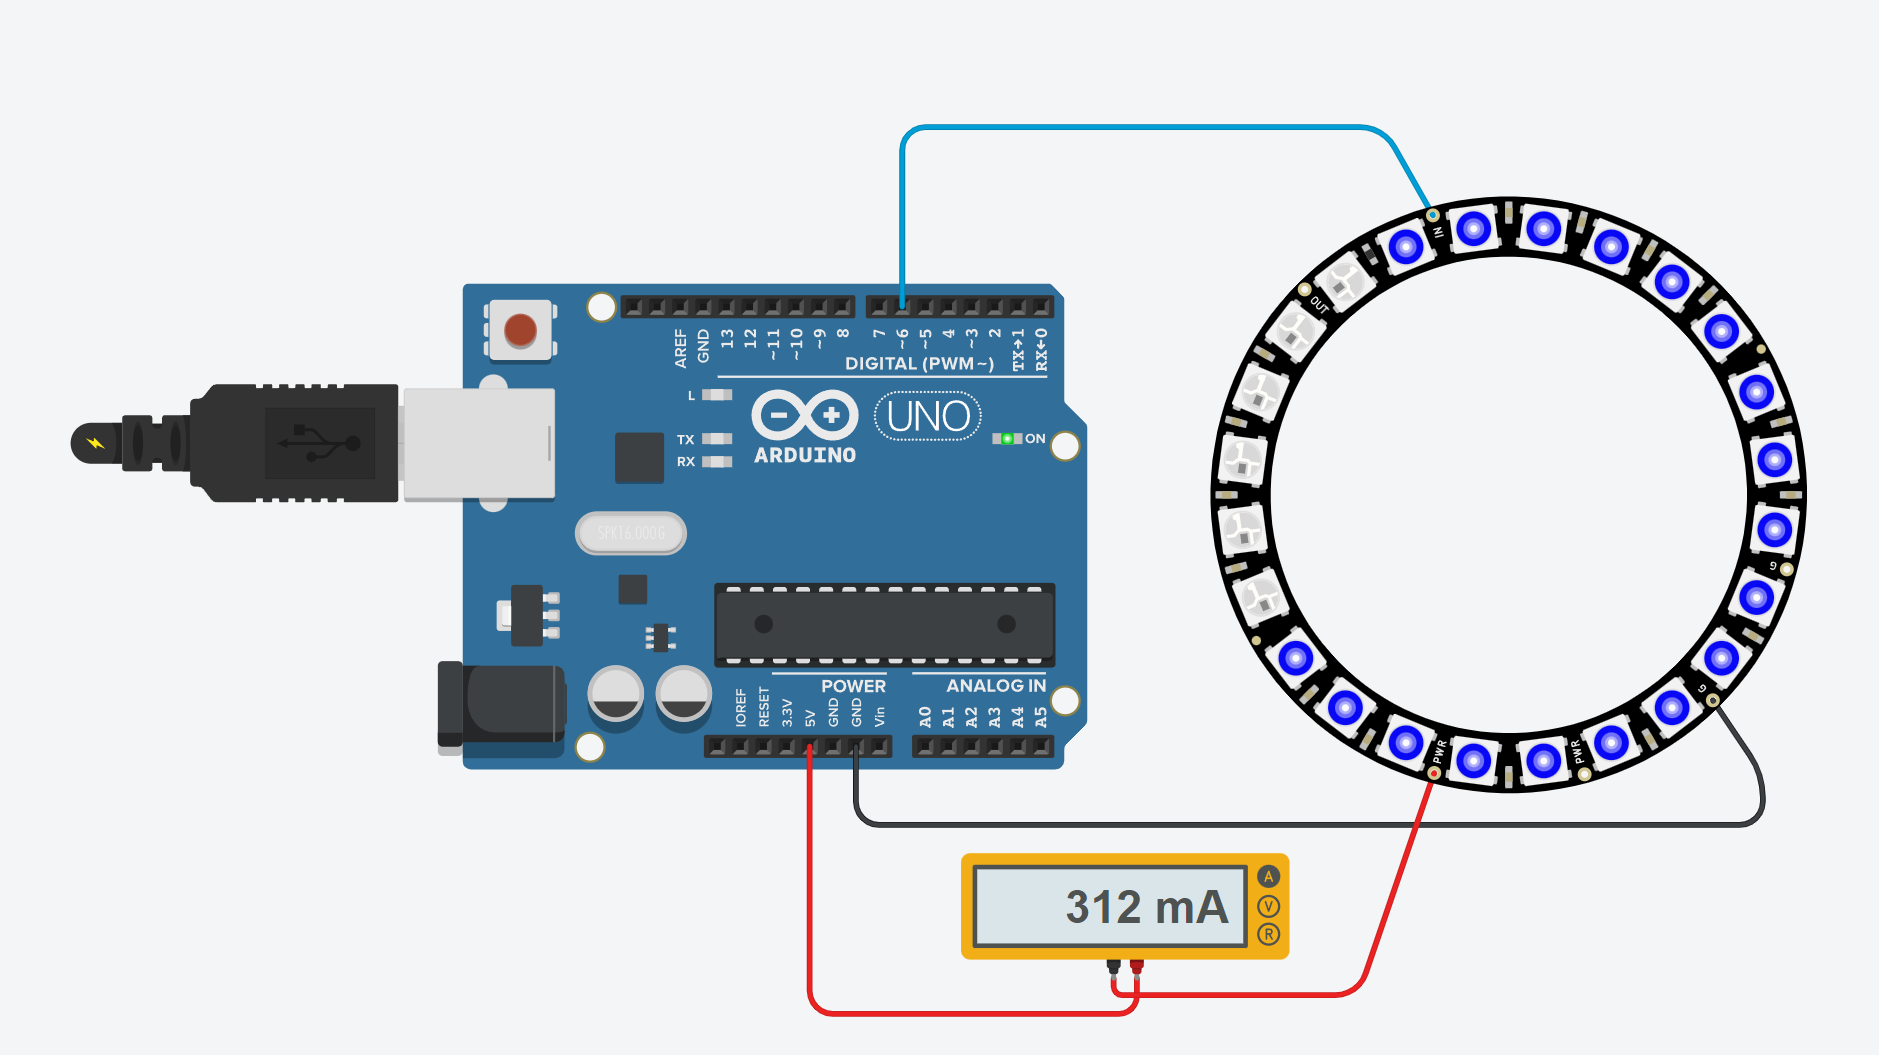 IN
OUT
AREF
GND
13
12
~11
~10
~9
8
7
~6
~5
4
~3
2
TX→1
RX←0
DIGITAL (PWM~)
L
TX
RX
UNO
ARDUINO
ON
SPK16.000G
G
G
POWER
ANALOG IN
IOREF
RESET
3.3V
5V
GND
GND
Vin
A0
A1
A2
A3
A4
A5
PWR
PWR
312 mA
A
V
R